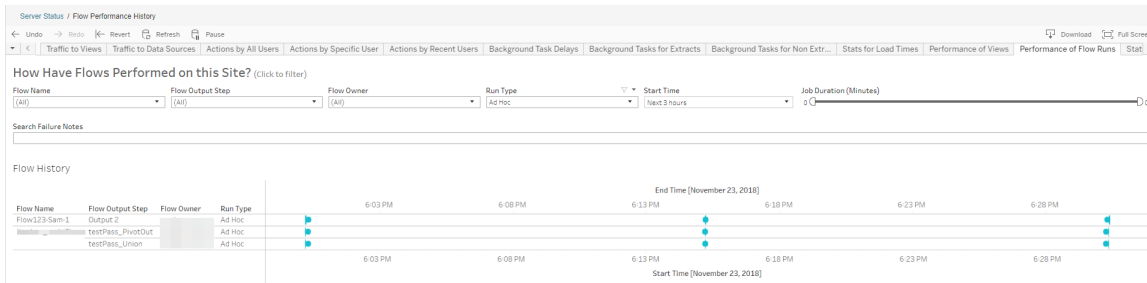 Server Status / Flow Performance History
← Undo → Redo Revert Refresh Pause Download Full Scree
Traffic to Views Traffic to Data Sources Actions by All Users Actions by Specific User Actions by Recent Users Background Task Delays Background Tasks for Extracts Background Tasks for Non Extr... Stats for Load Times Performance of Views Performance of Flow Runs Stat
How Have Flows Performed on this Site? (Click to filter)
Flow Name Flow Output Step Flow Owner Run Type Start Time Job Duration (Minutes)
(All) (All) (All) Ad Hoc Next 3 hours 0 0
Search Failure Notes
Flow History
End Time [November 23, 2018]
Flow Name Flow Output Step Flow Owner Run Type 6:03 PM 6:08 PM 6:13 PM 6:18 PM 6:23 PM 6:28 PM
Flow123-Sam-1 Output 2 Ad Hoc
testPass_PivotOut Ad Hoc
testPass_Union Ad Hoc
6:03 PM 6:08 PM 6:13 PM 6:18 PM 6:23 PM 6:28 PM
Start Time [November 23, 2018]